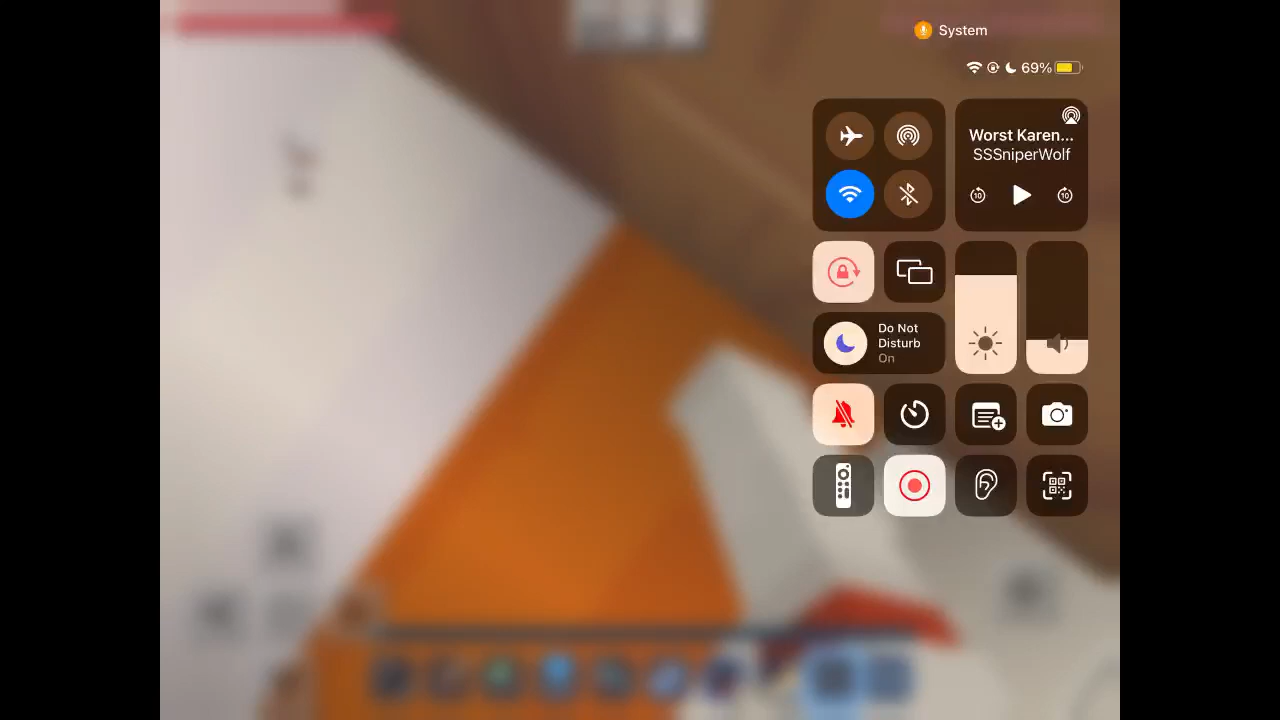 System
69%
Worst Karen...
SSSniperWolf
10
10
Do Not
Disturb
On